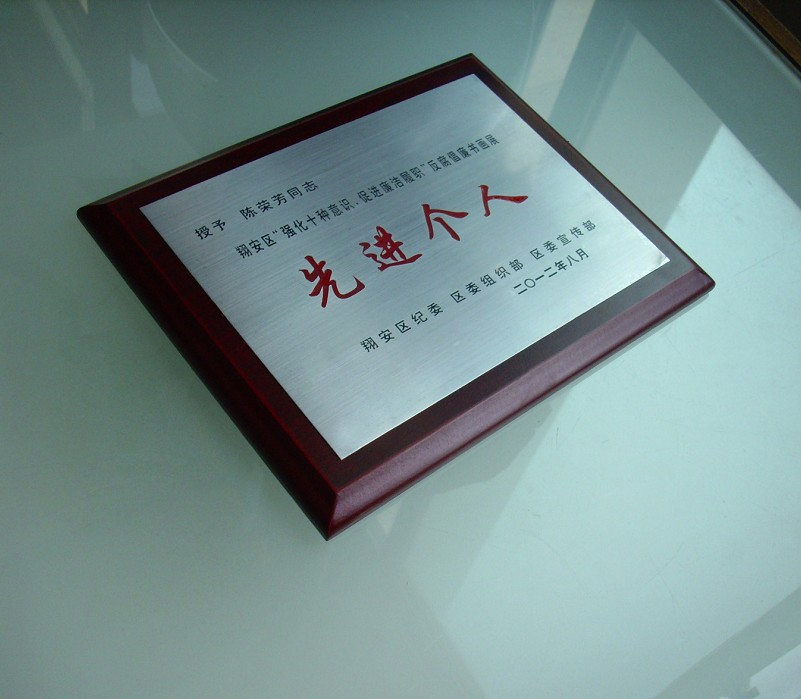 授予 陈荣芳同志
翔安区“强化十种意识、促进廉洁履职”反腐倡廉书画展
先进个人
翔安区纪委 区委组织部 区委宣传部
二〇一二年八月